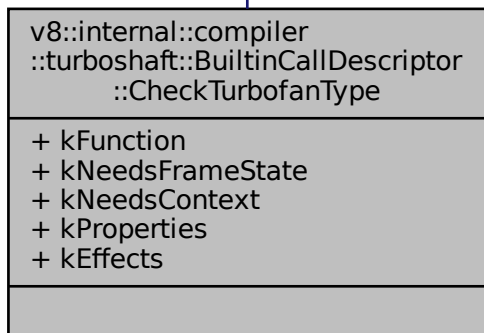 v8::internal::compiler
::turboshaft::BuiltinCallDescriptor
::CheckTurbofanType
+ kFunction
+ kNeedsFrameState
+ kNeedsContext
+ kProperties
+ kEffects